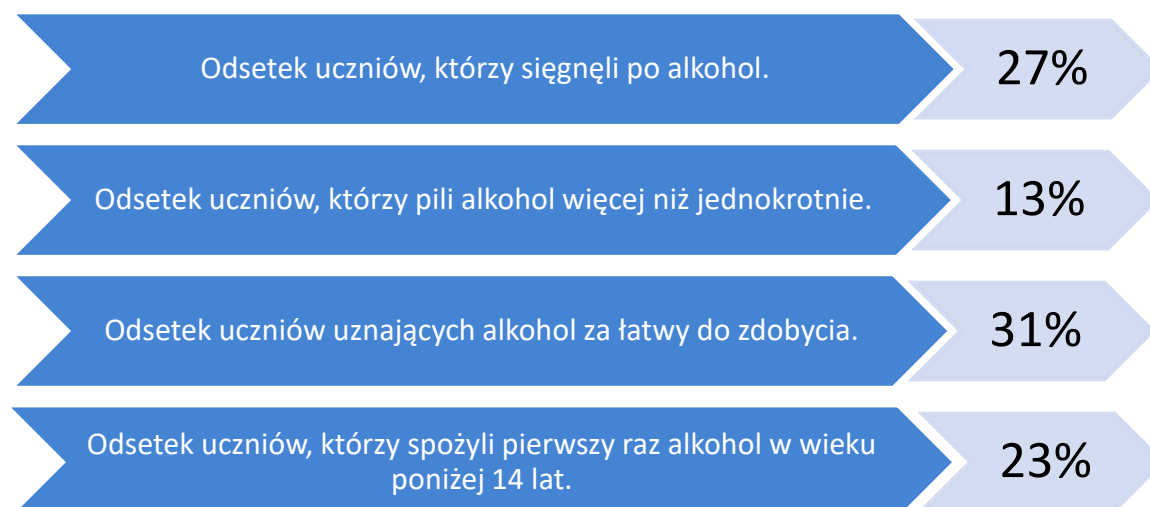 Odsetek uczniów, którzy sięgnęli po alkohol.
27%
Odsetek uczniów, którzy pili alkohol więcej niż jednokrotnie.
13%
Odsetek uczniów uznających alkohol za łatwy do zdobycia.
31%
Odsetek uczniów, którzy spożyli pierwszy raz alkohol w wieku
poniżej 14 lat.
23%